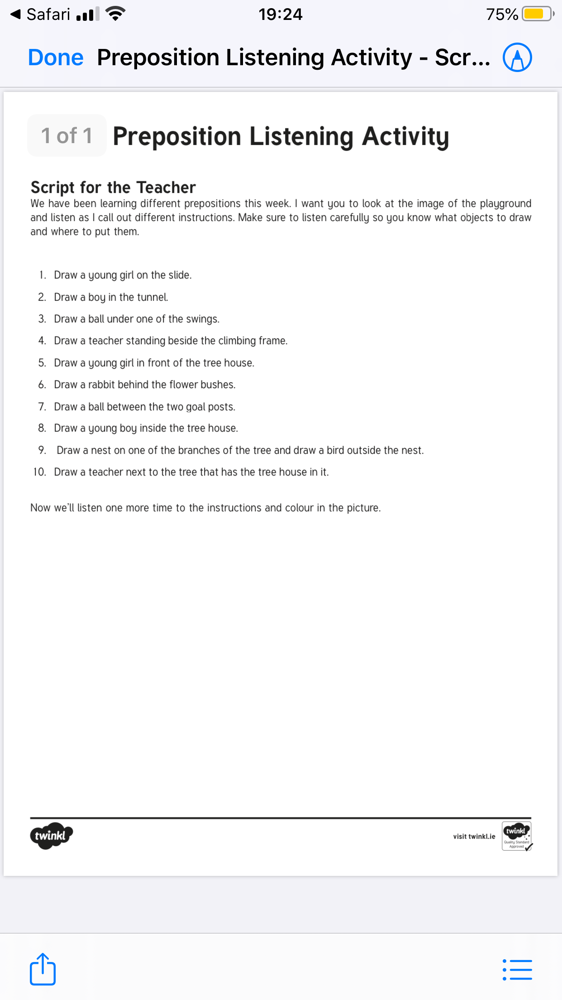 Safari 19:24 75%
Done Preposition Listening Activity - Scr...
1 of 1 Preposition Listening Activity
Script for the Teacher
We have been learning different prepositions this week. I want you to look at the image of the playground
and listen as I call out different instructions. Make sure to listen carefully so you know what objects to draw
and where to put them.
1. Draw a young girl on the slide.
2. Draw a boy in the tunnel.
3. Draw a ball under one of the swings.
4. Draw a teacher standing beside the climbing frame.
5. Draw a young girl in front of the tree house.
6. Draw a rabbit behind the flower bushes.
7. Draw a ball between the two goal posts.
8. Draw a young boy inside the tree house.
9. Draw a nest on one of the branches of the tree and draw a bird outside the nest.
10. Draw a teacher next to the tree that has the tree house in it.
Now we’ll listen one more time to the instructions and colour in the picture.
twinkl
visit twinkl.ie
twinkl
Quality Standard
Approved